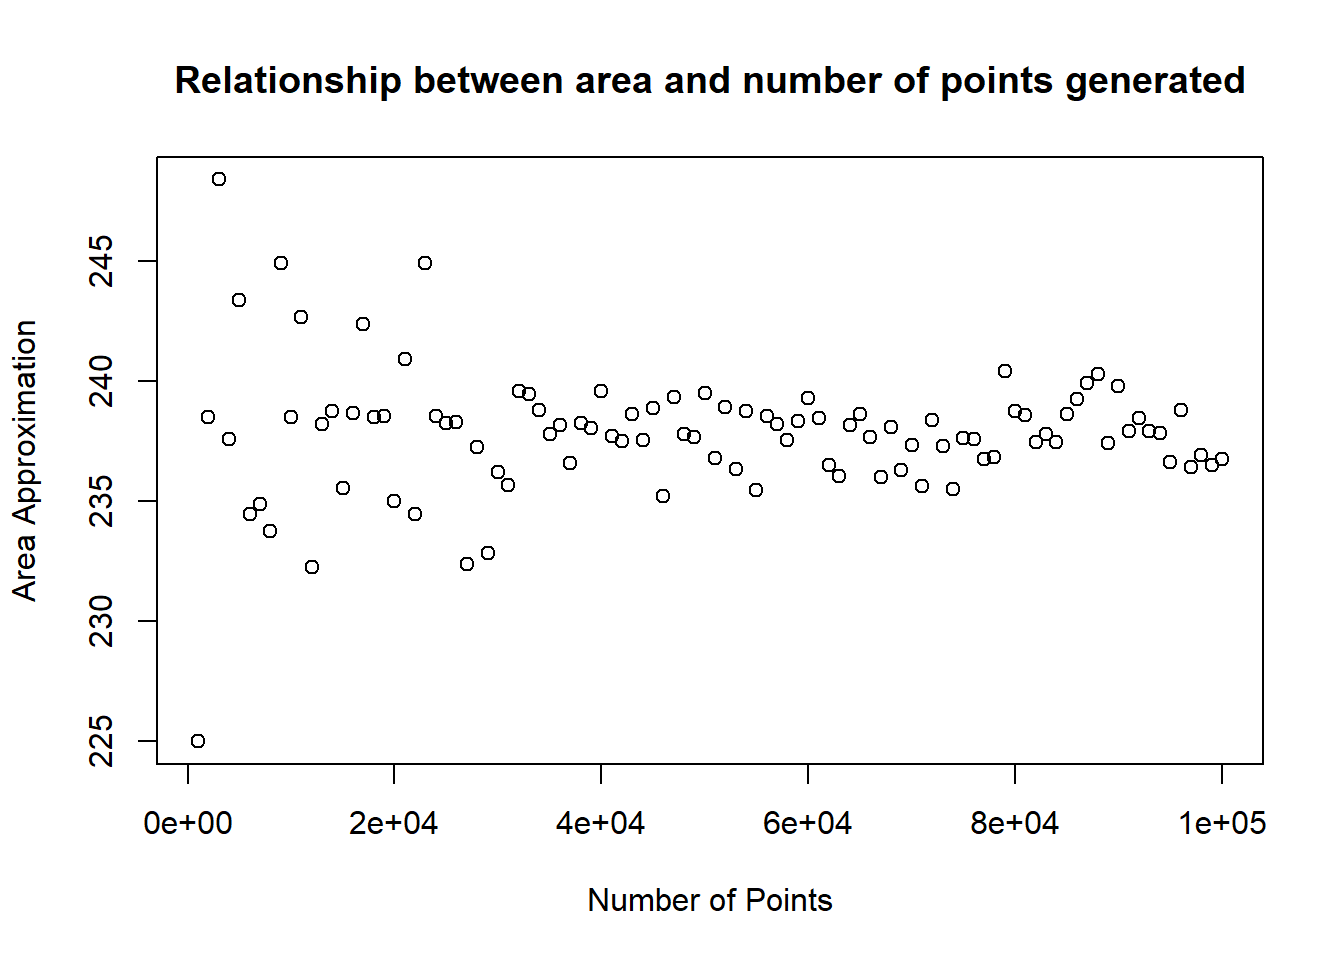 Relationship between area and number of points generated
Area Approximation
245
240
235
230
225
0e+00 2e+04 4e+04 6e+04 8e+04 1e+05
Number of Points